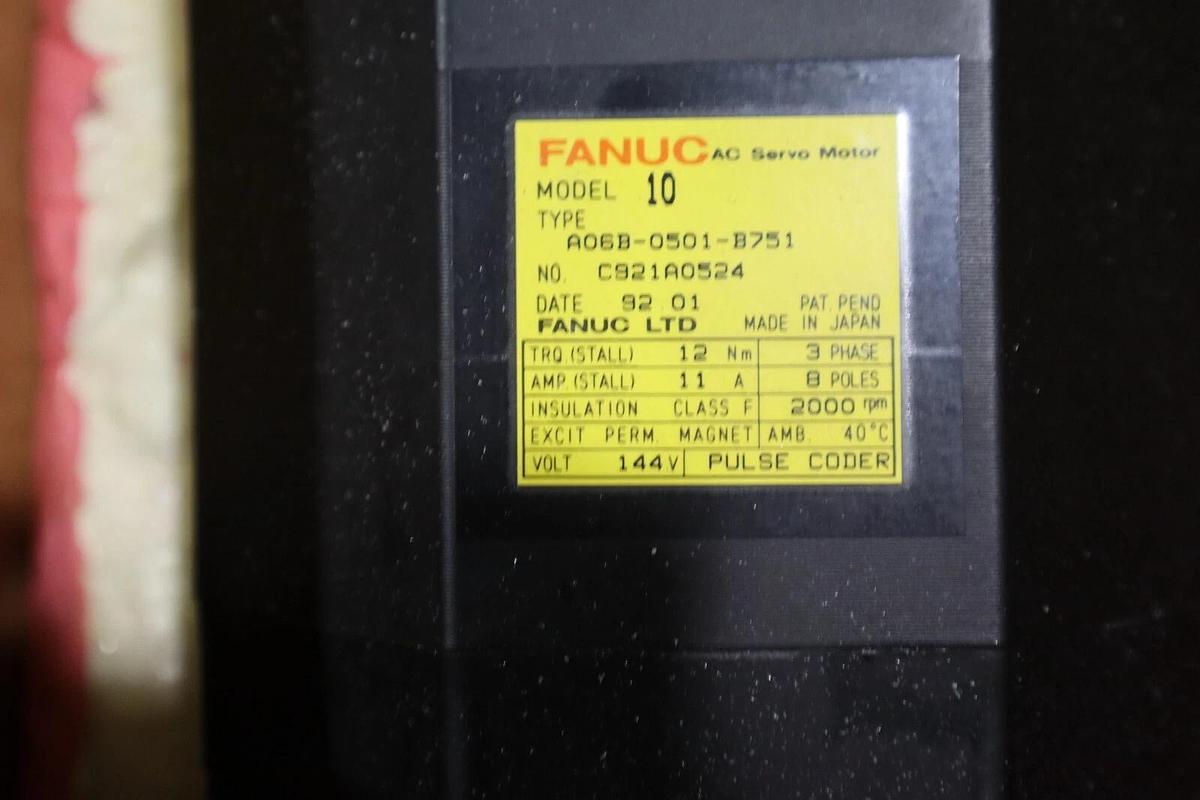 FANUC AC Servo Motor
MODEL 10
TYPE
A06B-0501-B751
NO. C921A0524
DATE 92.01 PAT. PEND
FANUC LTD MADE IN JAPAN
TRQ.(STALL) 12 Nm 3 PHASE
AMP.(STALL) 11 A 8 POLES
INSULATION CLASS F 2000 rpm
EXCIT PERM. MAGNET AMB. 40°C
VOLT 144V PULSE CODER